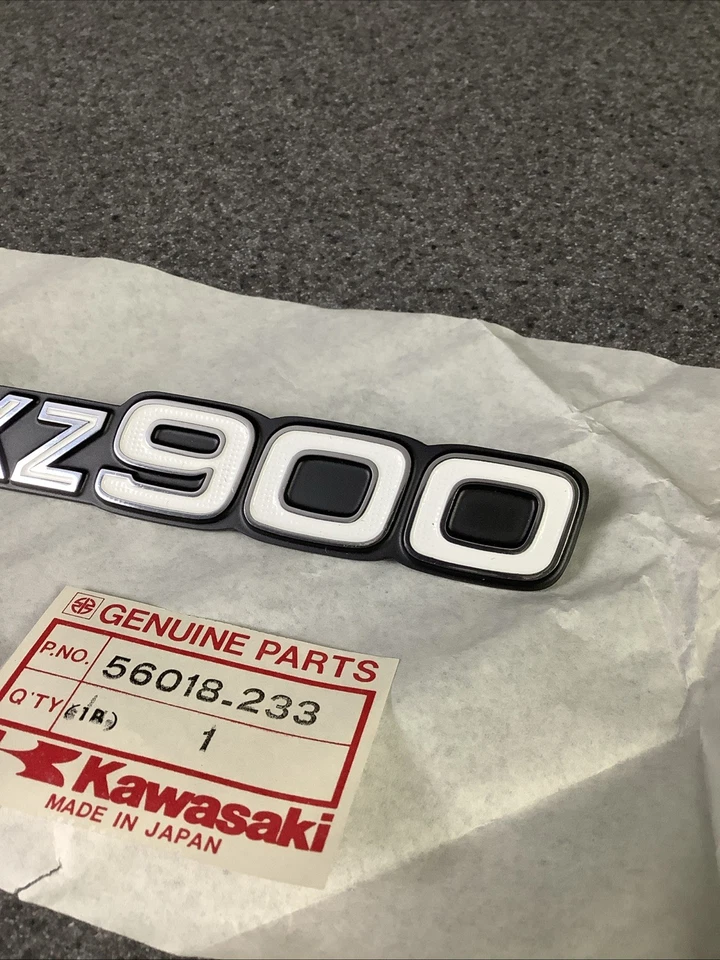 KZ900
GENUINE PARTS
P.NO. 56018-233
Q'TY 1
Kawasaki
MADE IN JAPAN